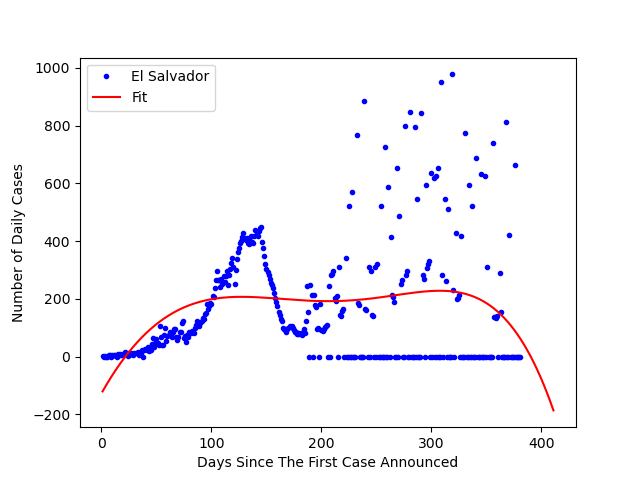 El Salvador
Fit
1000
800
600
400
200
0
−200
Number of Daily Cases
0 100 200 300 400
Days Since The First Case Announced